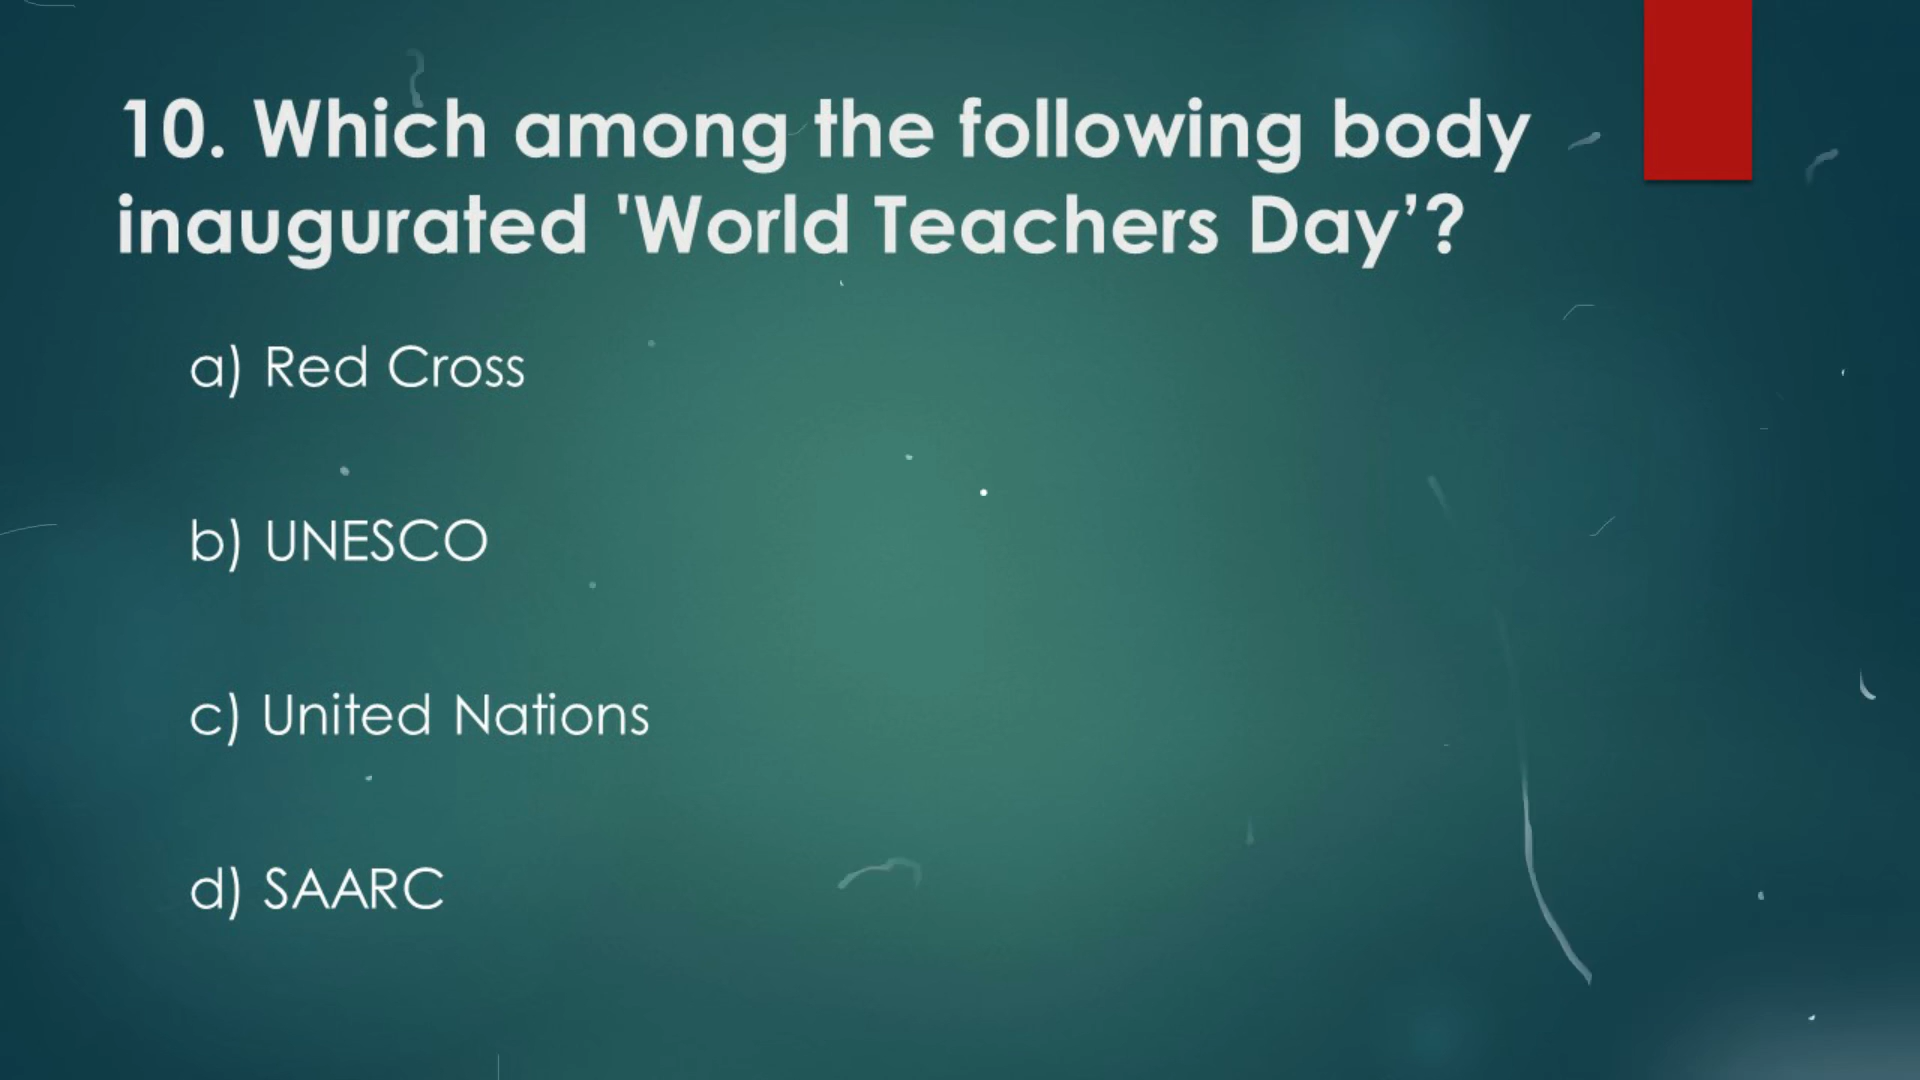 10. Which among the following body
inaugurated 'World Teachers Day’?
a) Red Cross
b) UNESCO
c) United Nations
d) SAARC